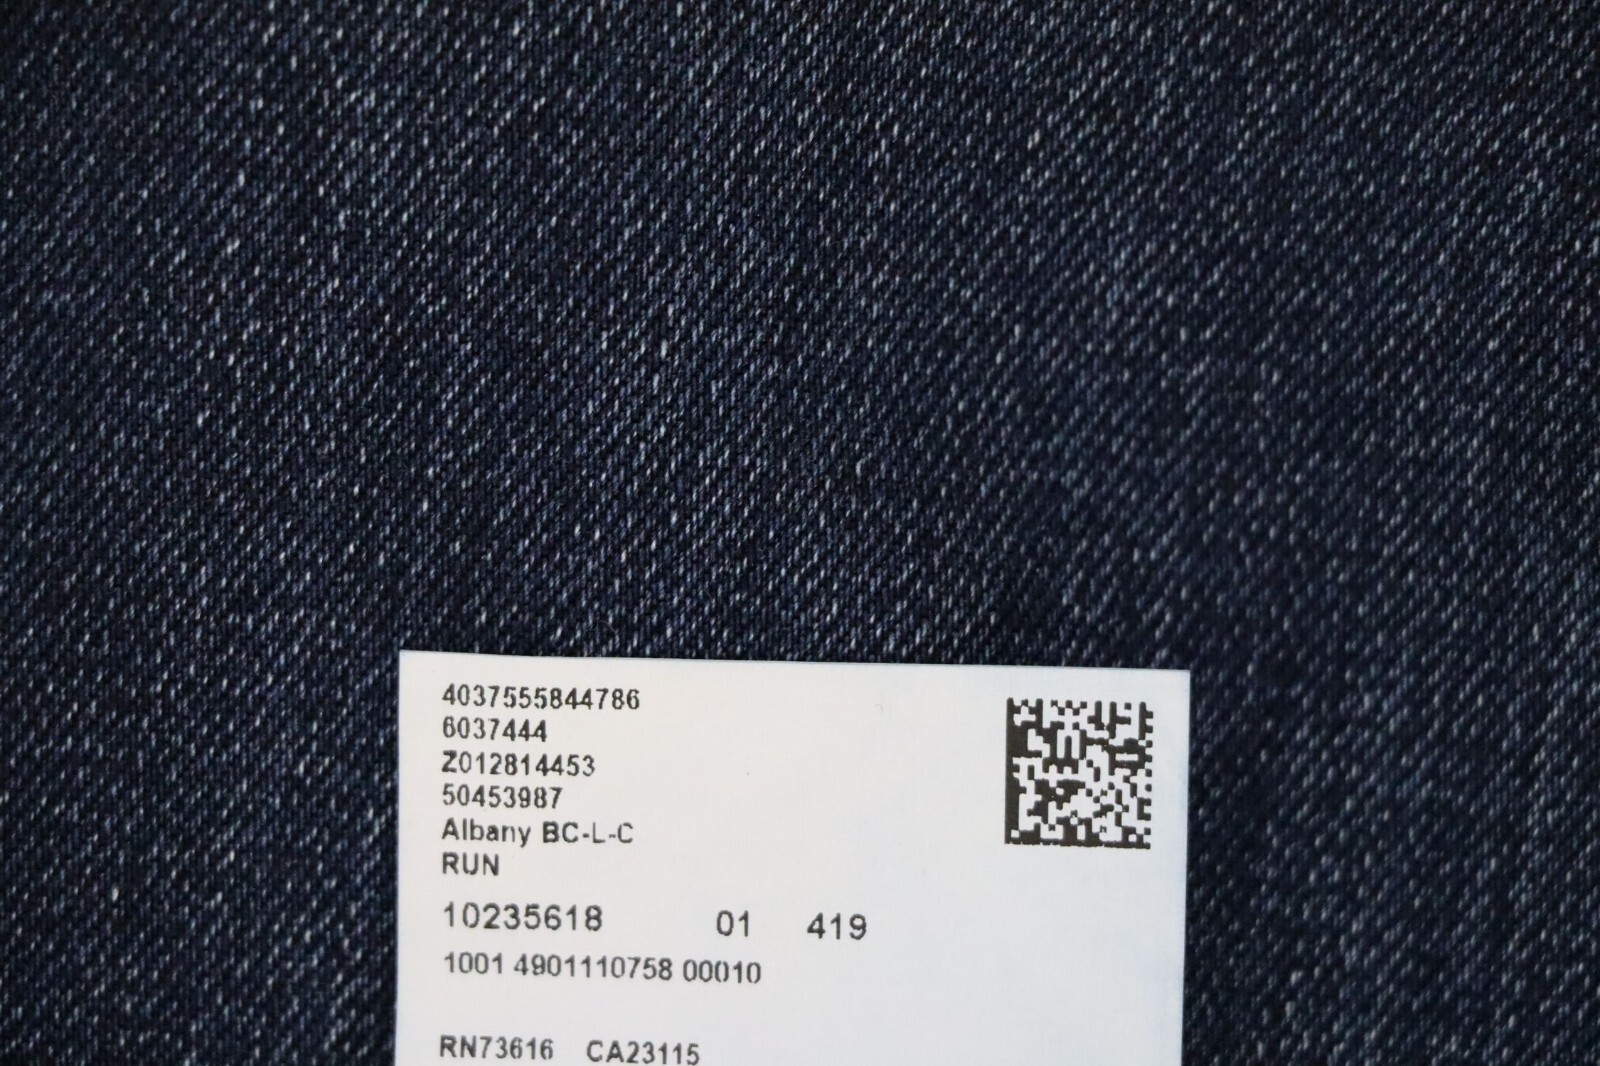 4037555844786
6037444
Z012814453
50453987
Albany BC-L-C
RUN
10235618 01 419
1001 4901110758 00010
RN73616 CA23115